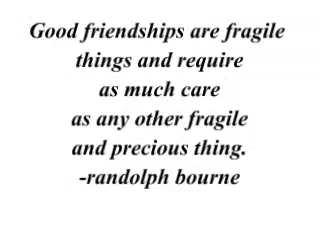 Good friendships are fragile
things and require
as much care
as any other fragile
and precious thing.
-randolph bourne